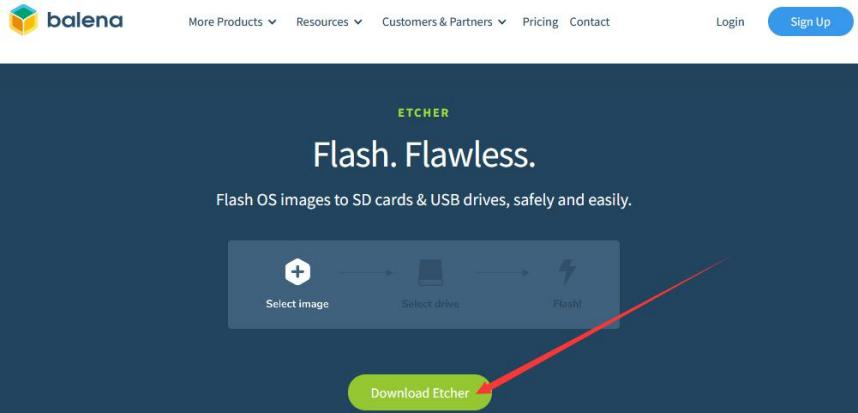 balena
More Products Resources Customers & Partners Pricing Contact Login Sign Up
ETCHER
Flash. Flawless.
Flash OS images to SD cards & USB drives, safely and easily.
Select image Select drive Flash!
Download Etcher